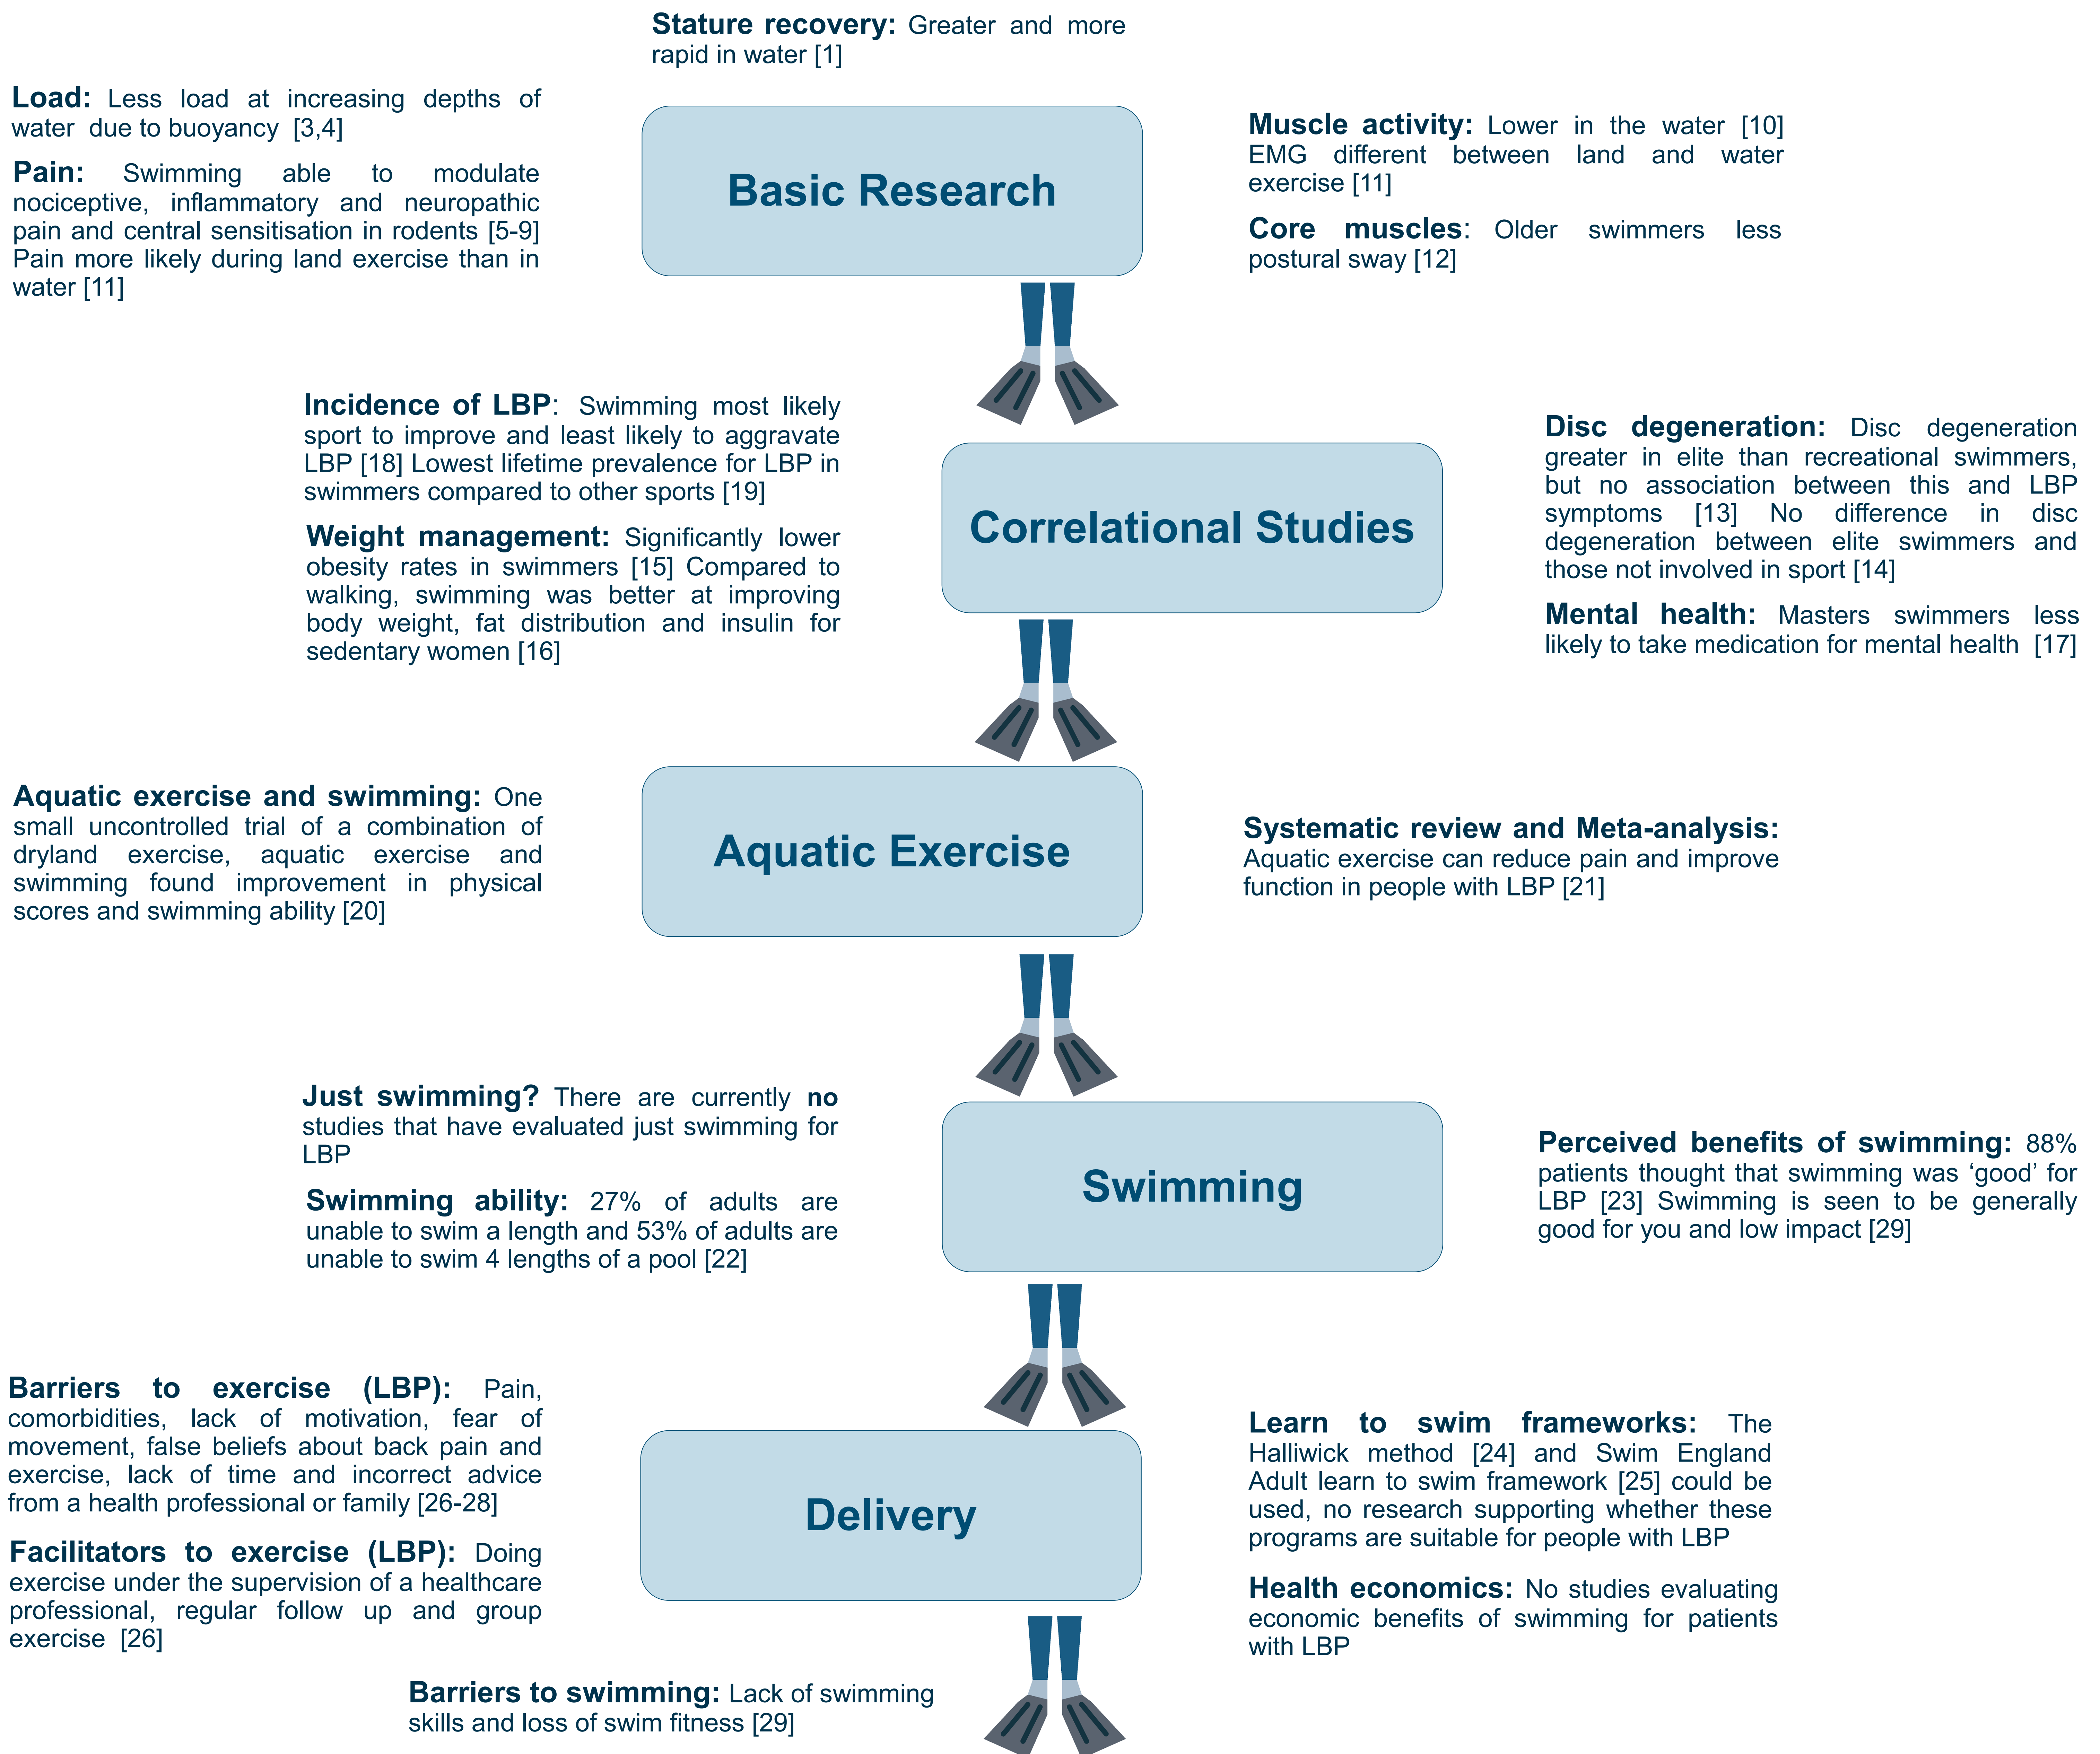 Stature recovery: Greater and more
rapid in water [1]
Load: Less load at increasing depths of
water due to buoyancy [3,4]
Pain: Swimming able to modulate
nociceptive, inflammatory and neuropathic
pain and central sensitisation in rodents [5-9]
Pain more likely during land exercise than in
water [11]
Basic Research
Muscle activity: Lower in the water [10]
EMG different between land and water
exercise [11]
Core muscles: Older swimmers less
postural sway [12]
Incidence of LBP: Swimming most likely
sport to improve and least likely to aggravate
LBP [18] Lowest lifetime prevalence for LBP in
swimmers compared to other sports [19]
Weight management: Significantly lower
obesity rates in swimmers [15] Compared to
walking, swimming was better at improving
body weight, fat distribution and insulin for
sedentary women [16]
Correlational Studies
Disc degeneration: Disc degeneration
greater in elite than recreational swimmers,
but no association between this and LBP
symptoms [13] No difference in disc
degeneration between elite swimmers and
those not involved in sport [14]
Mental health: Masters swimmers less
likely to take medication for mental health [17]
Aquatic exercise and swimming: One
small uncontrolled trial of a combination of
dryland exercise, aquatic exercise and
swimming found improvement in physical
scores and swimming ability [20]
Aquatic Exercise
Systematic review and Meta-analysis:
Aquatic exercise can reduce pain and improve
function in people with LBP [21]
Just swimming? There are currently no
studies that have evaluated just swimming for
LBP
Swimming ability: 27% of adults are
unable to swim a length and 53% of adults are
unable to swim 4 lengths of a pool [22]
Swimming
Perceived benefits of swimming: 88%
patients thought that swimming was ‘good’ for
LBP [23] Swimming is seen to be generally
good for you and low impact [29]
Barriers to exercise (LBP): Pain,
comorbidities, lack of motivation, fear of
movement, false beliefs about back pain and
exercise, lack of time and incorrect advice
from a health professional or family [26-28]
Facilitators to exercise (LBP): Doing
exercise under the supervision of a healthcare
professional, regular follow up and group
exercise [26]
Delivery
Learn to swim frameworks: The
Halliwick method [24] and Swim England
Adult learn to swim framework [25] could be
used, no research supporting whether these
programs are suitable for people with LBP
Health economics: No studies evaluating
economic benefits of swimming for patients
with LBP
Barriers to swimming: Lack of swimming
skills and loss of swim fitness [29]